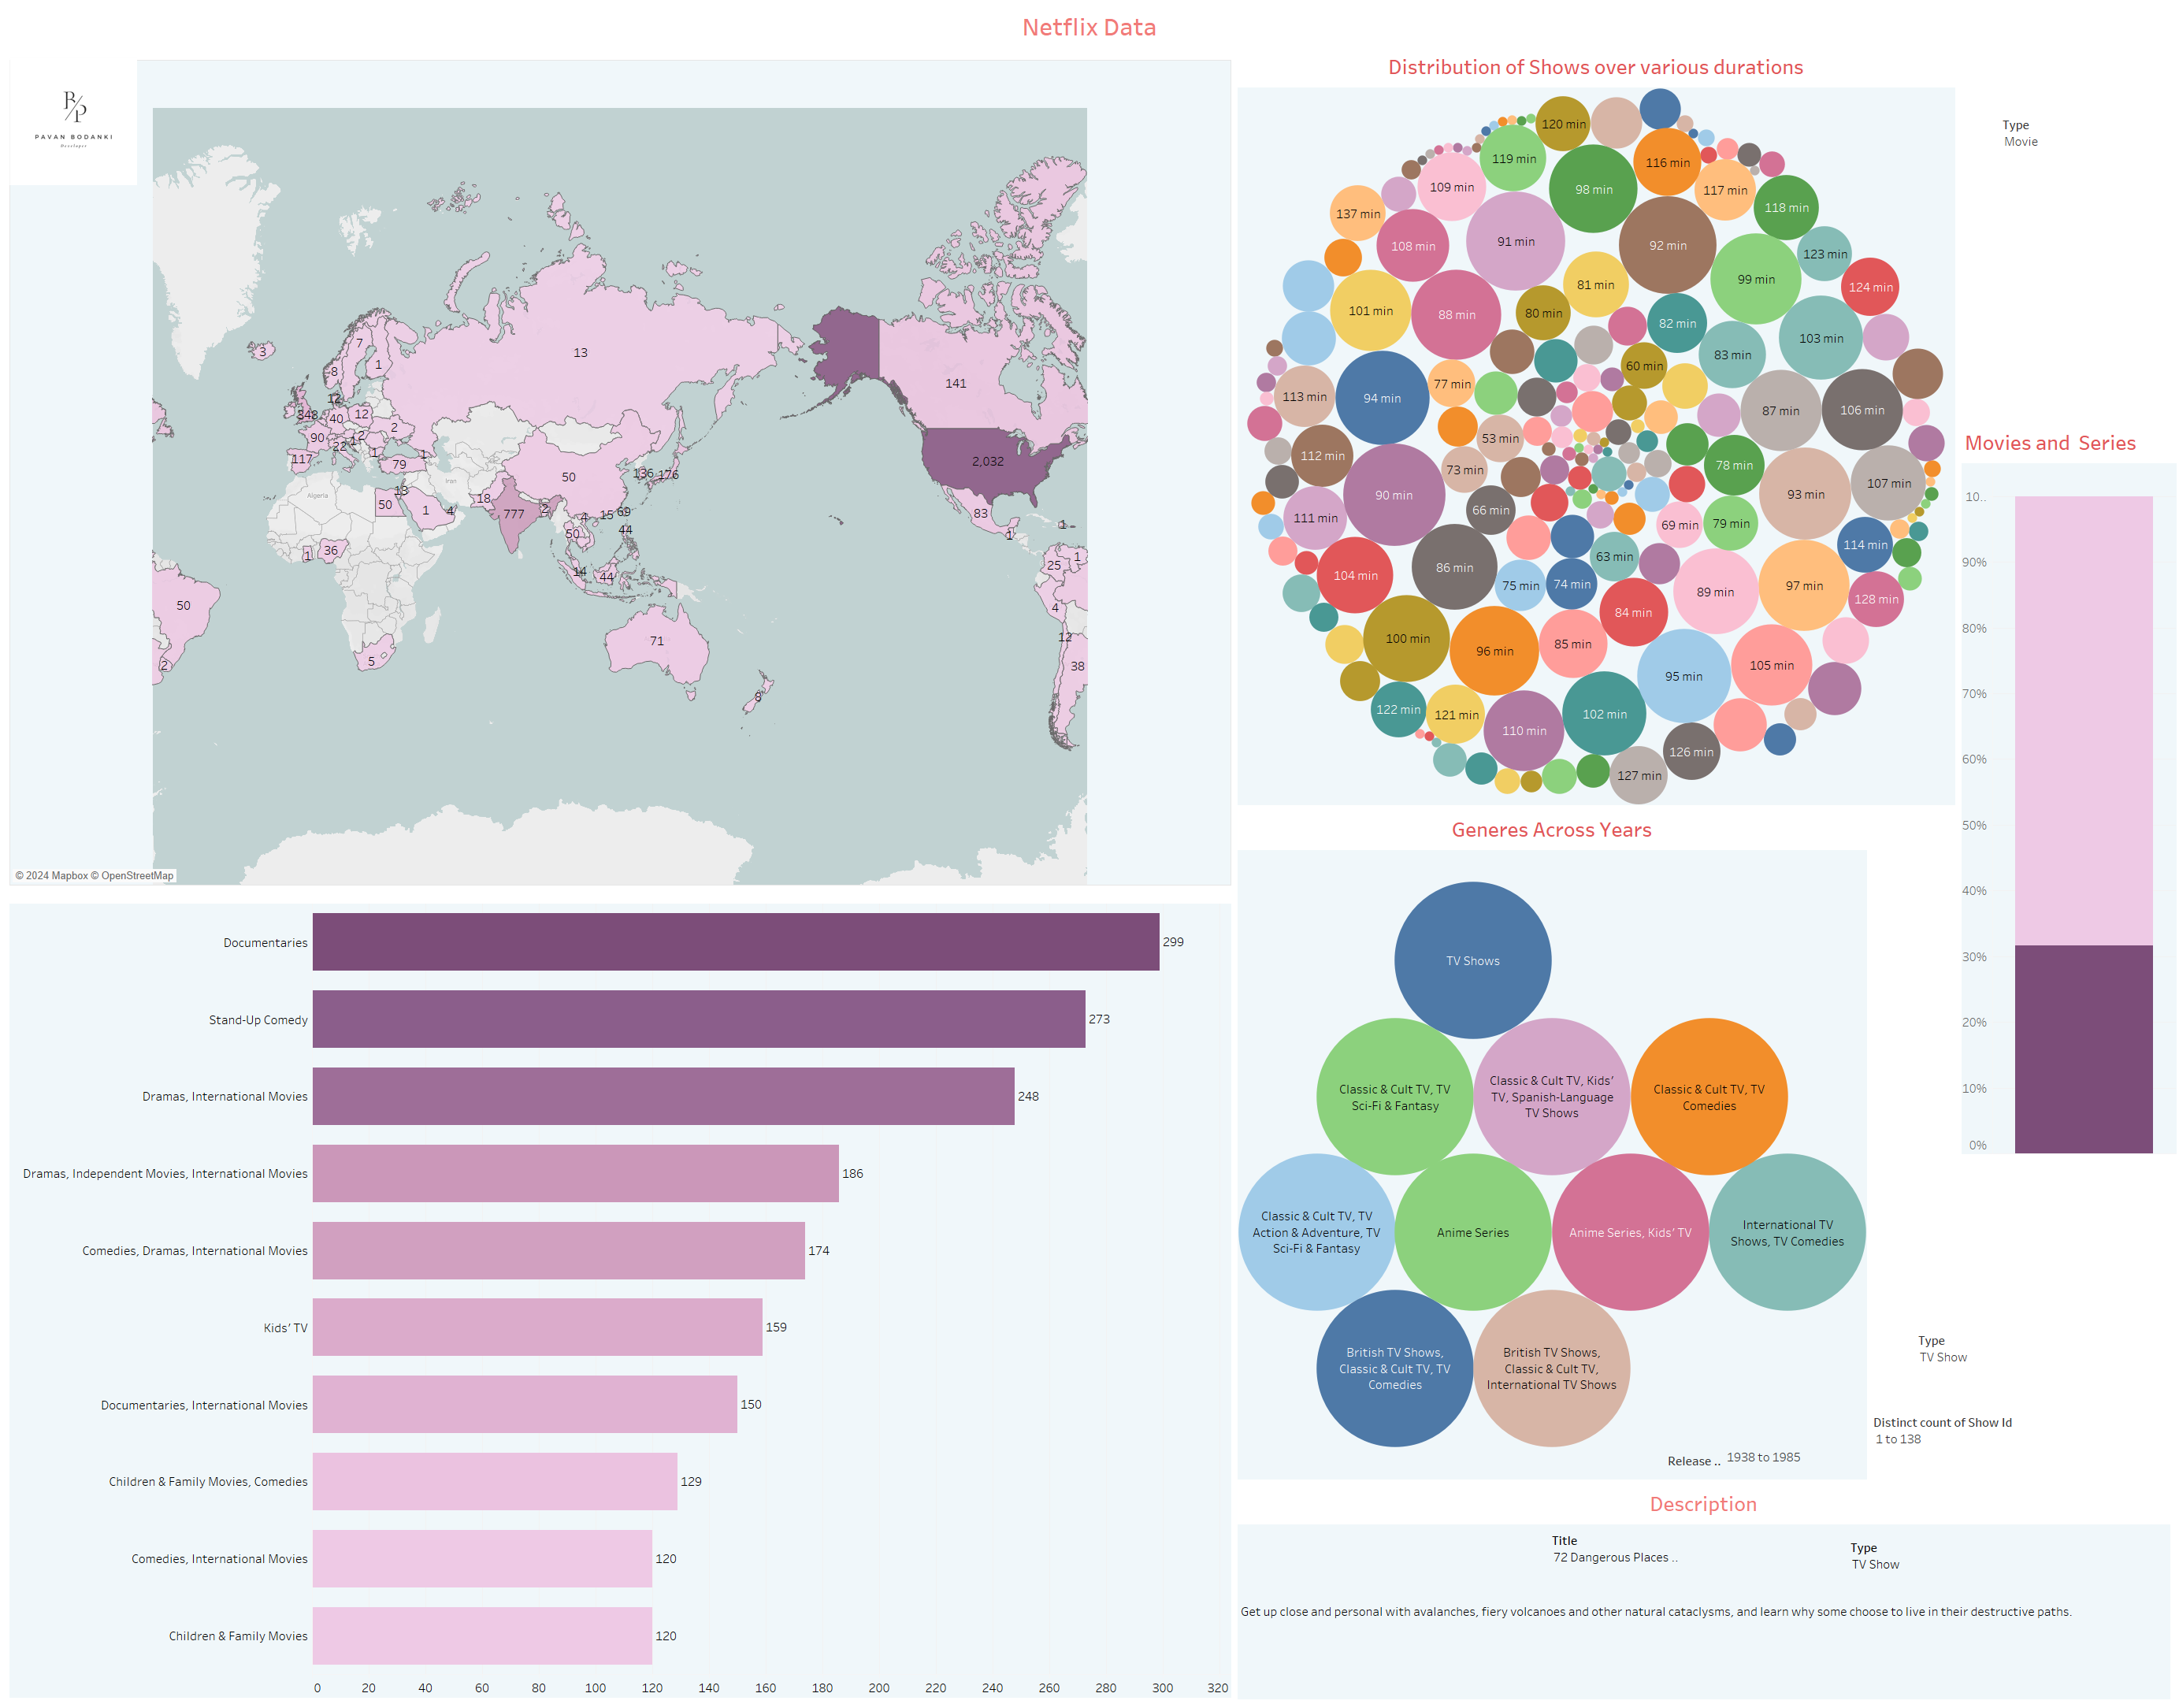 Netflix Data
B/P
PAVAN BODANKI
Developer
3
7
8
1
13
12
348
40
12
2
90
22
1
2
117
1
79
1
13
50
1
4
18
777
2
50
136
176
4
15
69
50
44
14
44
1
36
5
71
8
50
2
141
2,032
83
1
1
25
1
4
12
38
© 2024 Mapbox © OpenStreetMap
Algeria
Iran
Distribution of Shows over various durations
120 min
119 min
116 min
109 min
98 min
117 min
118 min
137 min
108 min
91 min
92 min
123 min
99 min
124 min
101 min
88 min
81 min
80 min
82 min
103 min
83 min
60 min
77 min
113 min
94 min
87 min
106 min
53 min
112 min
73 min
78 min
90 min
93 min
107 min
66 min
111 min
69 min
79 min
114 min
63 min
104 min
86 min
75 min
74 min
89 min
97 min
128 min
84 min
100 min
96 min
85 min
105 min
95 min
122 min
121 min
110 min
102 min
126 min
127 min
Type
Movie
Movies and Series
10..
90%
80%
70%
60%
50%
40%
30%
20%
10%
0%
Documentaries
299
Stand-Up Comedy
273
Dramas, International Movies
248
Dramas, Independent Movies, International Movies
186
Comedies, Dramas, International Movies
174
Kids' TV
159
Documentaries, International Movies
150
Children & Family Movies, Comedies
129
Comedies, International Movies
120
Children & Family Movies
120
0 20 40 60 80 100 120 140 160 180 200 220 240 260 280 300 320
Generes Across Years
TV Shows
Classic & Cult TV, TV
Sci-Fi & Fantasy
Classic & Cult TV, Kids'
TV, Spanish-Language
TV Shows
Classic & Cult TV, TV
Comedies
Classic & Cult TV, TV
Action & Adventure, TV
Sci-Fi & Fantasy
Anime Series
Anime Series, Kids' TV
International TV
Shows, TV Comedies
British TV Shows,
Classic & Cult TV, TV
Comedies
British TV Shows,
Classic & Cult TV,
International TV Shows
Release .. 1938 to 1985
Type
TV Show
Distinct count of Show Id
1 to 138
Description
Title
72 Dangerous Places ..
Type
TV Show
Get up close and personal with avalanches, fiery volcanoes and other natural cataclysms, and learn why some choose to live in their destructive paths.